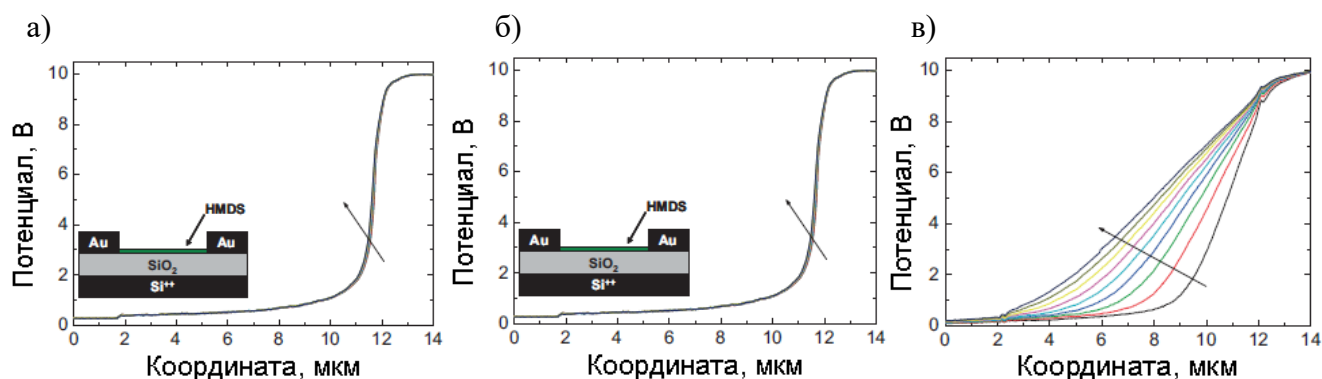 а)
Потенциал, В
10
8
6
4
2
0
HMDS
Au Au
SiO₂
Si⁺⁺
0 2 4 6 8 10 12 14
Координата, мкм
б)
Потенциал, В
10
8
6
4
2
0
HMDS
Au Au
SiO₂
Si⁺⁺
0 2 4 6 8 10 12 14
Координата, мкм
в)
Потенциал, В
10
8
6
4
2
0
0 2 4 6 8 10 12 14
Координата, мкм